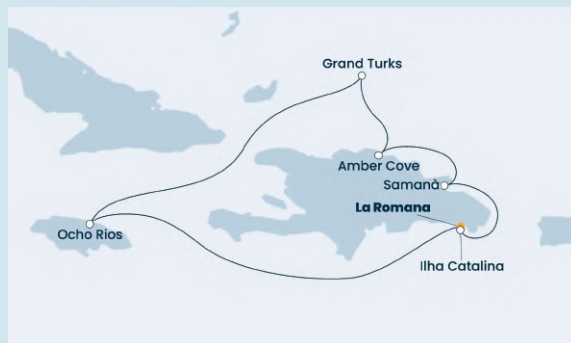 Grand Turks
Amber Cove
Samanà
La Romana
Ocho Rios
Ilha Catalina